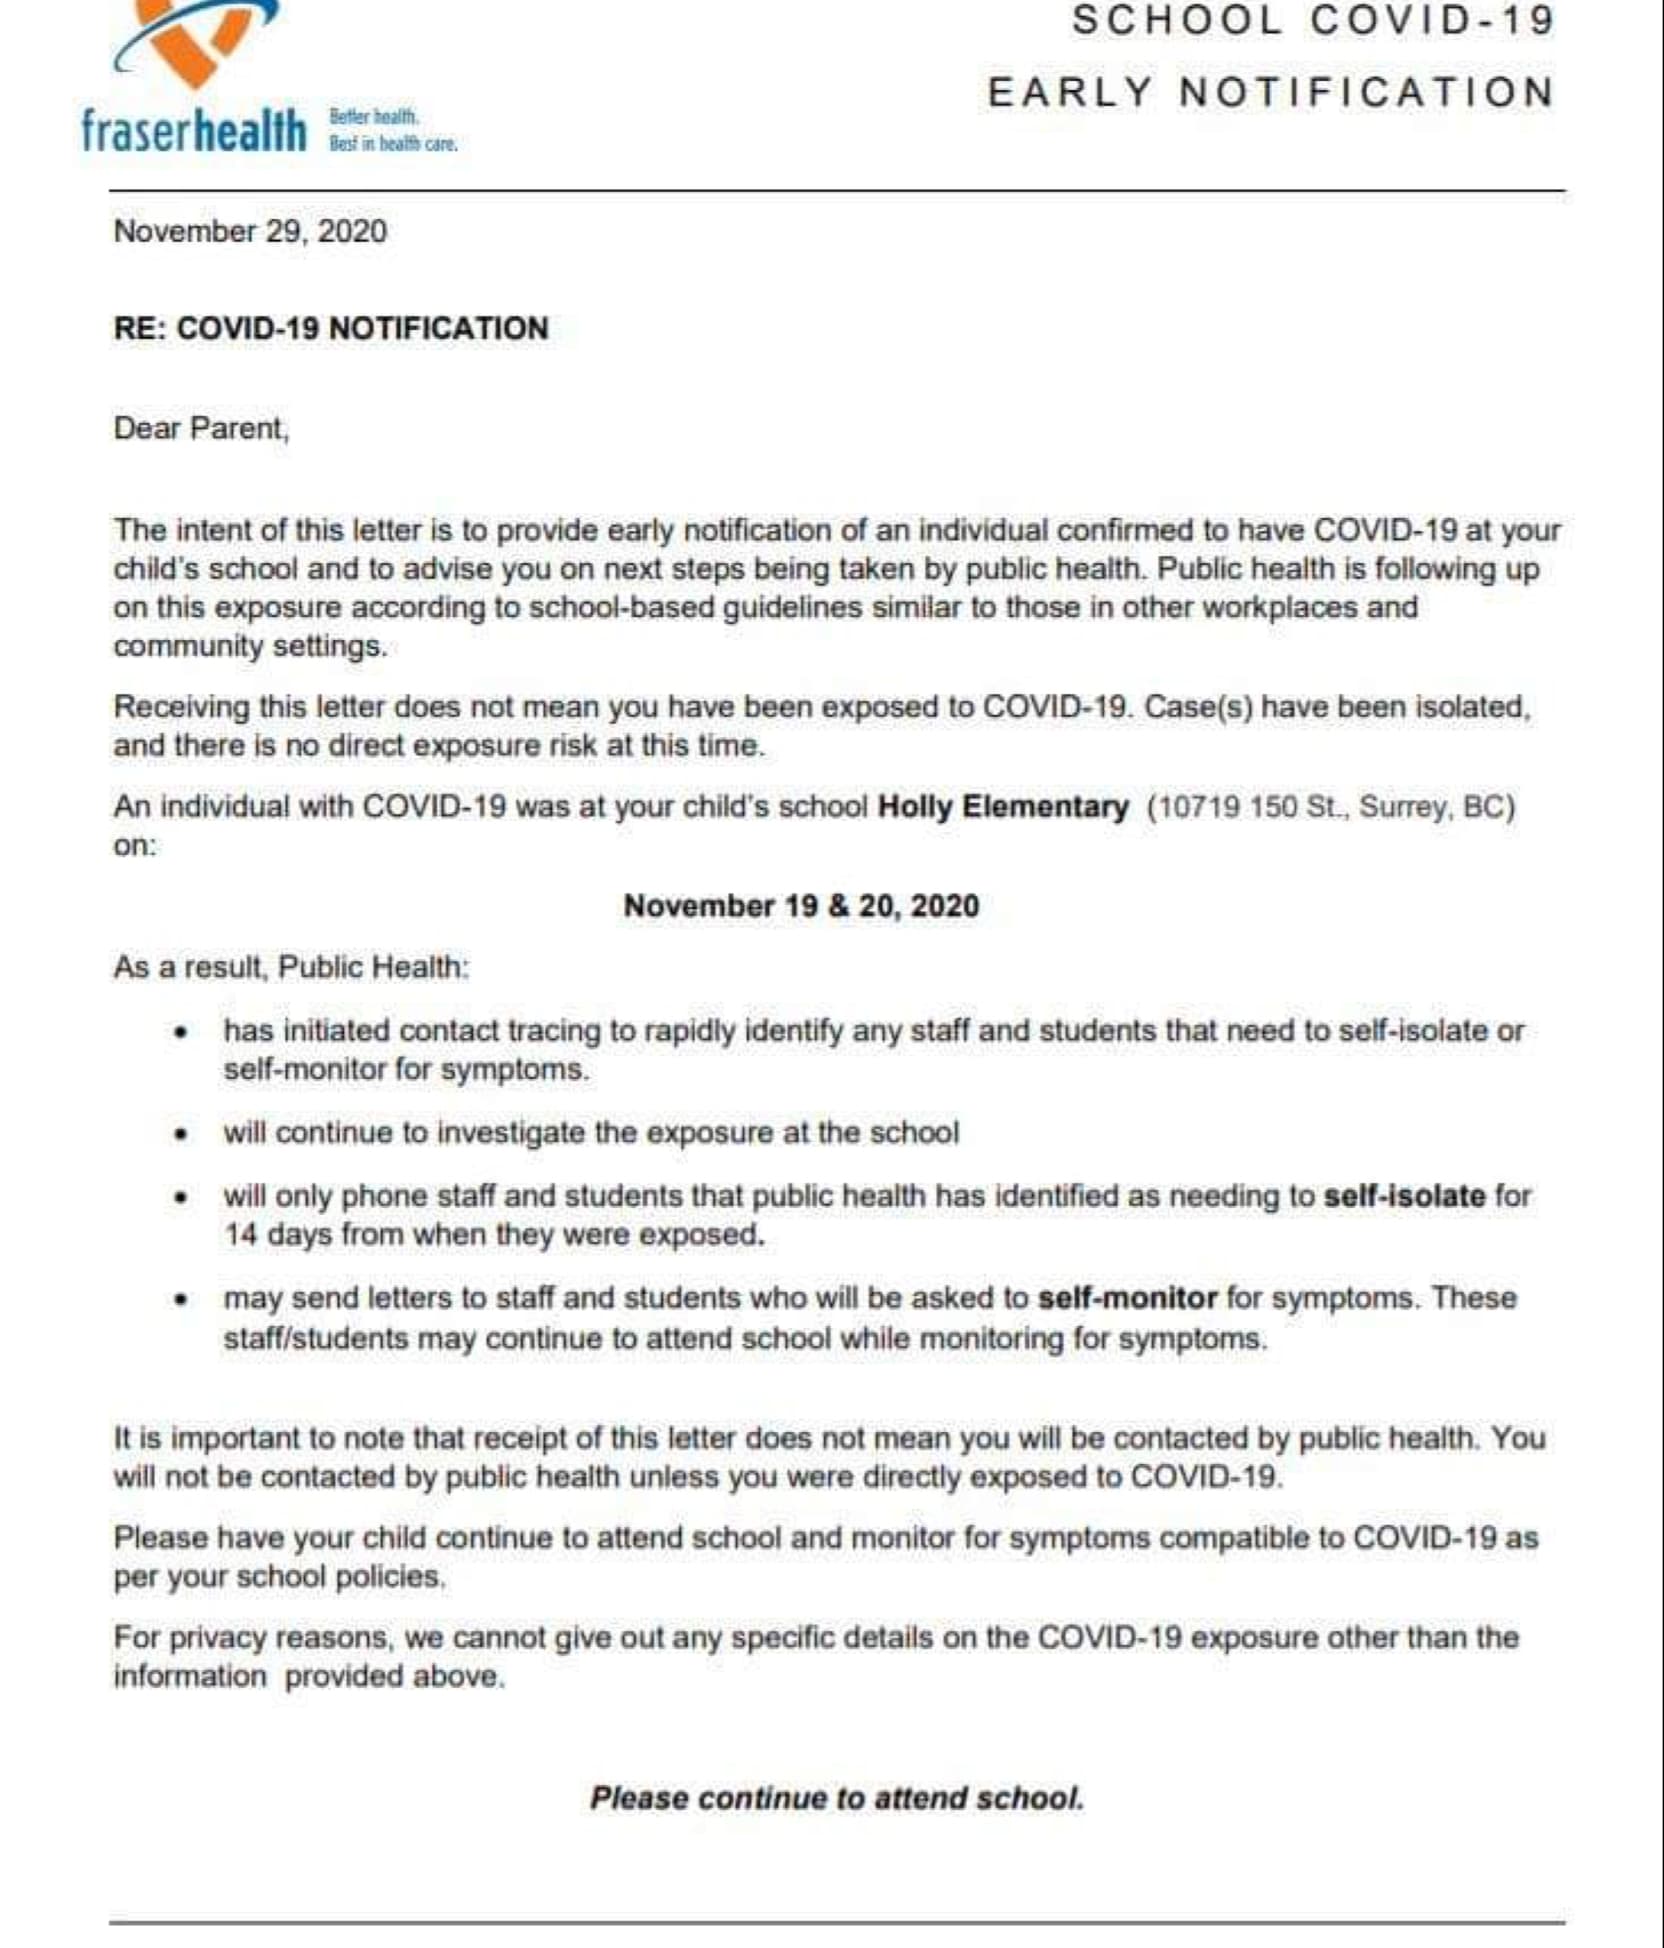 SCHOOL COVID-19
EARLY NOTIFICATION
fraserhealth
Better health.
Best in health care.
November 29, 2020
RE: COVID-19 NOTIFICATION
Dear Parent,
The intent of this letter is to provide early notification of an individual confirmed to have COVID-19 at your
child's school and to advise you on next steps being taken by public health. Public health is following up
on this exposure according to school-based guidelines similar to those in other workplaces and
community settings.
Receiving this letter does not mean you have been exposed to COVID-19. Case(s) have been isolated,
and there is no direct exposure risk at this time.
An individual with COVID-19 was at your child's school Holly Elementary (10719 150 St., Surrey, BC)
on:
November 19 & 20, 2020
As a result, Public Health:
• has initiated contact tracing to rapidly identify any staff and students that need to self-isolate or
self-monitor for symptoms.
• will continue to investigate the exposure at the school
• will only phone staff and students that public health has identified as needing to self-isolate for
14 days from when they were exposed.
• may send letters to staff and students who will be asked to self-monitor for symptoms. These
staff/students may continue to attend school while monitoring for symptoms.
It is important to note that receipt of this letter does not mean you will be contacted by public health. You
will not be contacted by public health unless you were directly exposed to COVID-19.
Please have your child continue to attend school and monitor for symptoms compatible to COVID-19 as
per your school policies.
For privacy reasons, we cannot give out any specific details on the COVID-19 exposure other than the
information provided above.
Please continue to attend school.